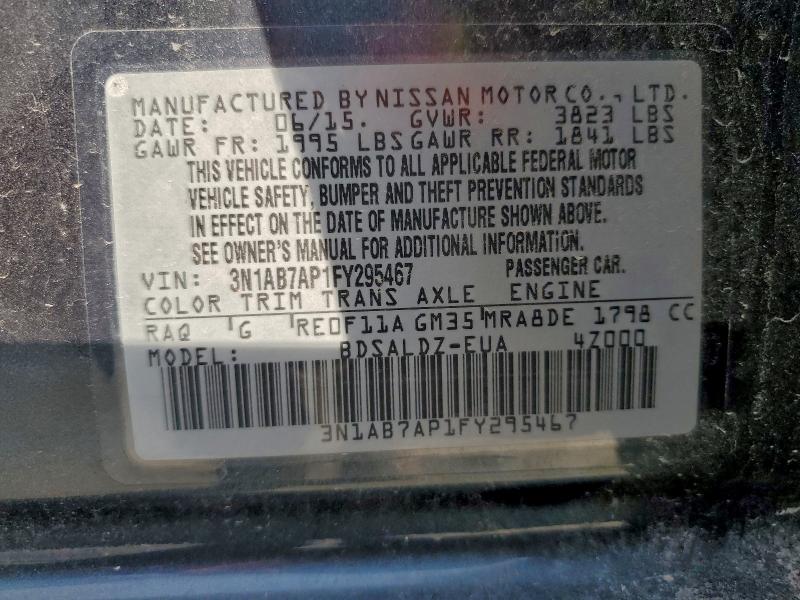 MANUFACTURED BY NISSAN MOTOR CO., LTD.
DATE: 06/15. GVWR: 3823 LBS
GAWR FR: 1995 LBS GAWR RR: 1841 LBS
THIS VEHICLE CONFORMS TO ALL APPLICABLE FEDERAL MOTOR
VEHICLE SAFETY, BUMPER AND THEFT PREVENTION STANDARDS
IN EFFECT ON THE DATE OF MANUFACTURE SHOWN ABOVE.
SEE OWNER'S MANUAL FOR ADDITIONAL INFORMATION.
VIN: 3N1AB7AP1FY295467 PASSENGER CAR.
COLOR TRIM TRANS AXLE ENGINE
RAQ G RE0F11A GM35 MRA8DE 1798 CC
MODEL: BDSALDZ-EUA 4Z000
3N1AB7AP1FY295467